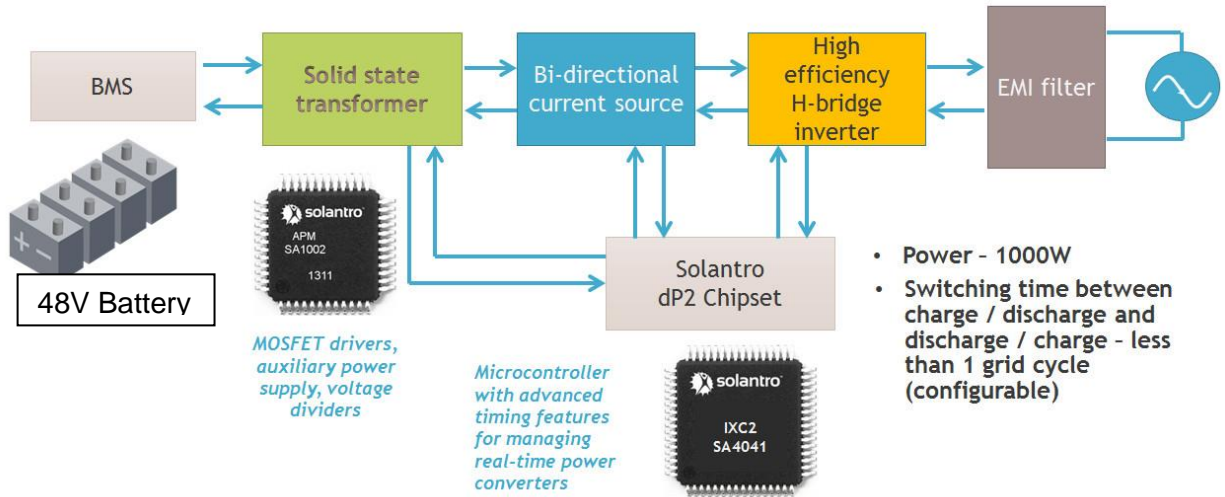 BMS
Solid state
transformer
Bi-directional
current source
High
efficiency
H-bridge
inverter
EMI filter
48V Battery
solantro
APM
SA1002
1311
MOSFET drivers,
auxiliary power
supply, voltage
dividers
Solantro
dP2 Chipset
Microcontroller
with advanced
timing features
for managing
real-time power
converters
solantro
IXC2
SA4041
• Power – 1000W
• Switching time between
charge / discharge and
discharge / charge – less
than 1 grid cycle
(configurable)